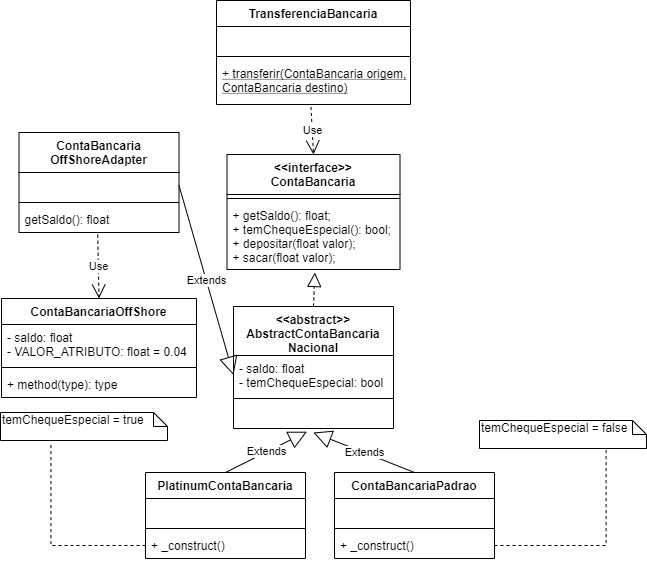 TransferenciaBancaria
+ transferir(ContaBancaria origem,
ContaBancaria destino)
Use
ContaBancaria
OffShoreAdapter
getSaldo(): float
<<interface>>
ContaBancaria
+ getSaldo(): float;
+ temChequeEspecial(): bool;
+ depositar(float valor);
+ sacar(float valor);
Use
Extends
ContaBancariaOffShore
- saldo: float
- VALOR_ATRIBUTO: float = 0.04
+ method(type): type
<<abstract>>
AbstractContaBancaria
Nacional
- saldo: float
- temChequeEspecial: bool
temChequeEspecial = true
temChequeEspecial = false
Extends
Extends
PlatinumContaBancaria
+ _construct()
ContaBancariaPadrao
+ _construct()